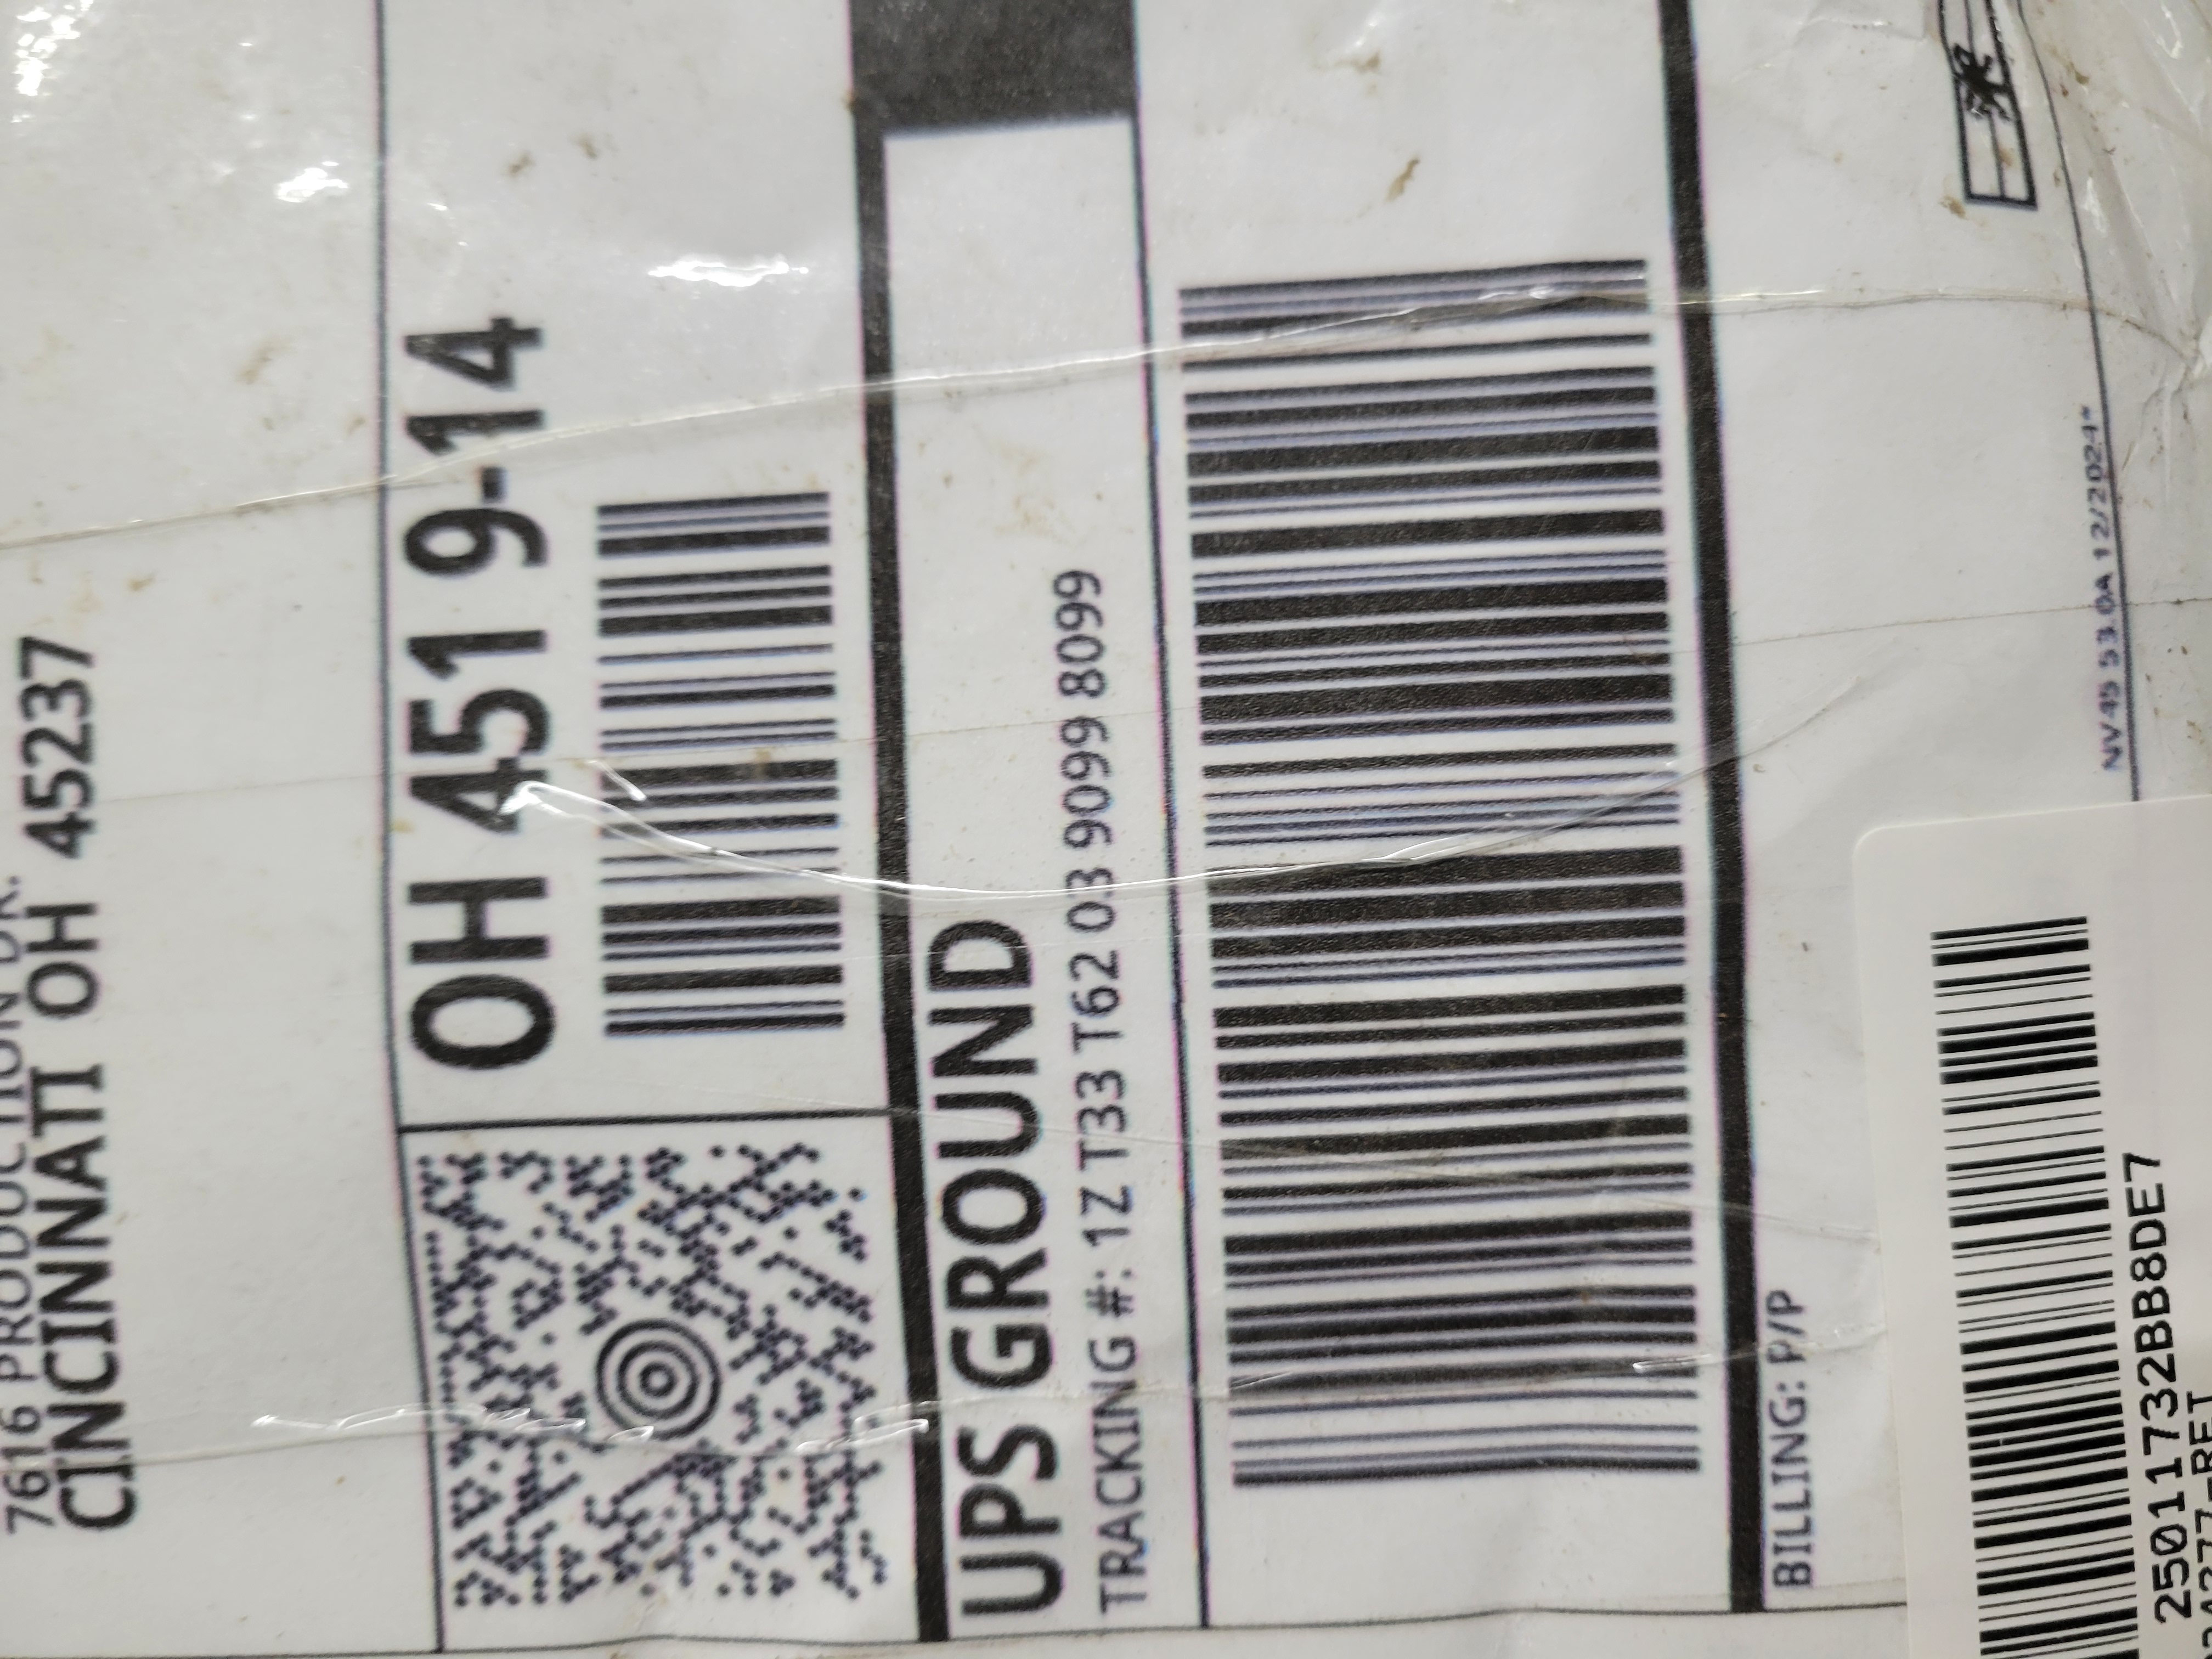 7616 PRODUCTION DR.
CINCINNATI OH 45237
OH 451 9-14
UPS GROUND
TRACKING #: 1Z T33 T62 03 9099 8099
BILLING: P/P
NV45 53.0A 12/2024*
25011732BB8DE7